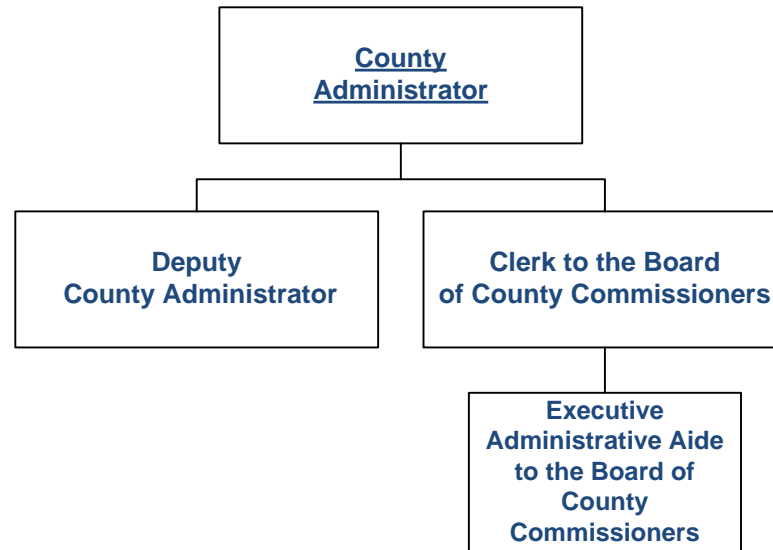 County
Administrator
Deputy
County Administrator
Clerk to the Board
of County Commissioners
Executive
Administrative Aide
to the Board of
County
Commissioners